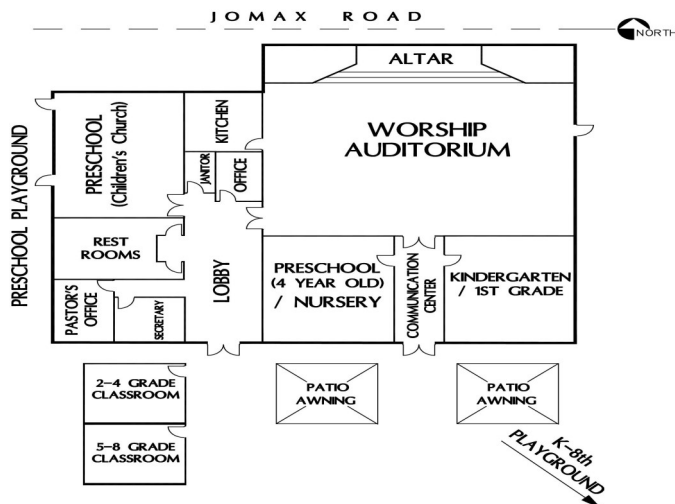 JOMAX ROAD
NORTH
ALTAR
WORSHIP
AUDITORIUM
KITCHEN
PRESCHOOL
(Children's Church)
JANITOR
OFFICE
PRESCHOOL PLAYGROUND
REST
ROOMS
LOBBY
PRESCHOOL
(4 YEAR OLD)
/ NURSERY
COMMUNICATION
CENTER
KINDERGARTEN
/ 1ST GRADE
PASTOR'S
OFFICE
SECRETARY
2-4 GRADE
CLASSROOM
PATIO
AWNING
PATIO
AWNING
5-8 GRADE
CLASSROOM
K-8th
PLAYGROUND